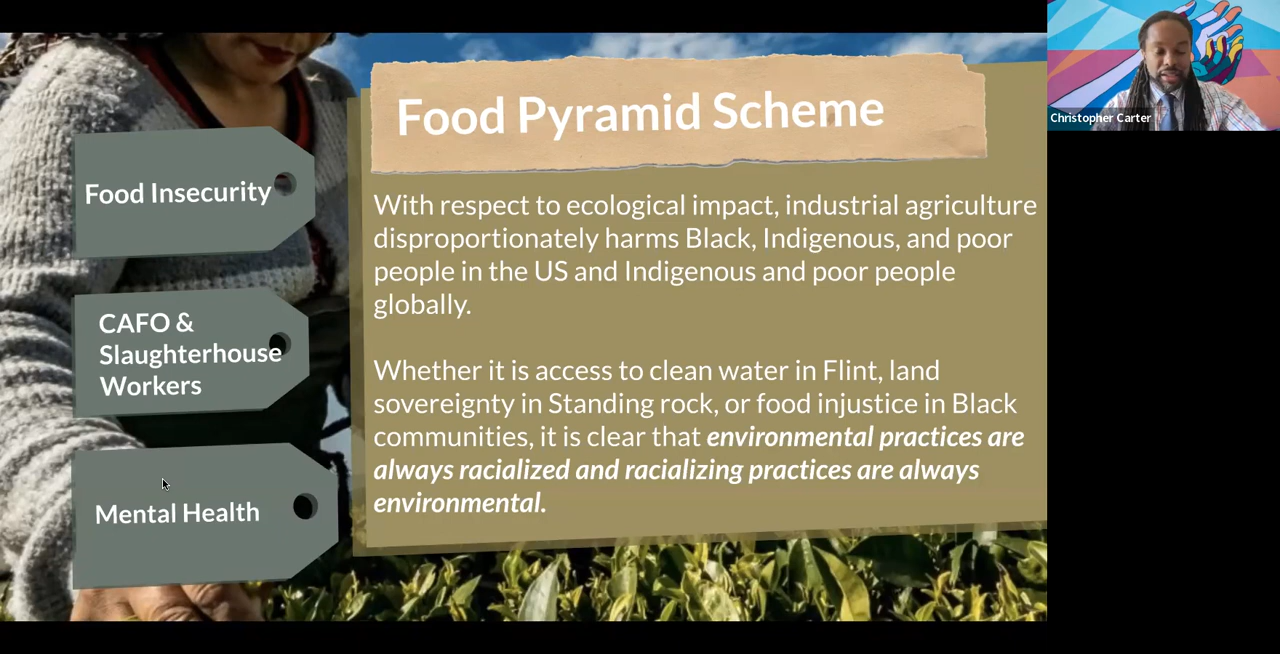 Food Pyramid Scheme
Christopher Carter
Food Insecurity
CAFO &
Slaughterhouse
Workers
Mental Health
With respect to ecological impact, industrial agriculture
disproportionately harms Black, Indigenous, and poor
people in the US and Indigenous and poor people
globally.
Whether it is access to clean water in Flint, land
sovereignty in Standing rock, or food injustice in Black
communities, it is clear that environmental practices are
always racialized and racializing practices are always
environmental.